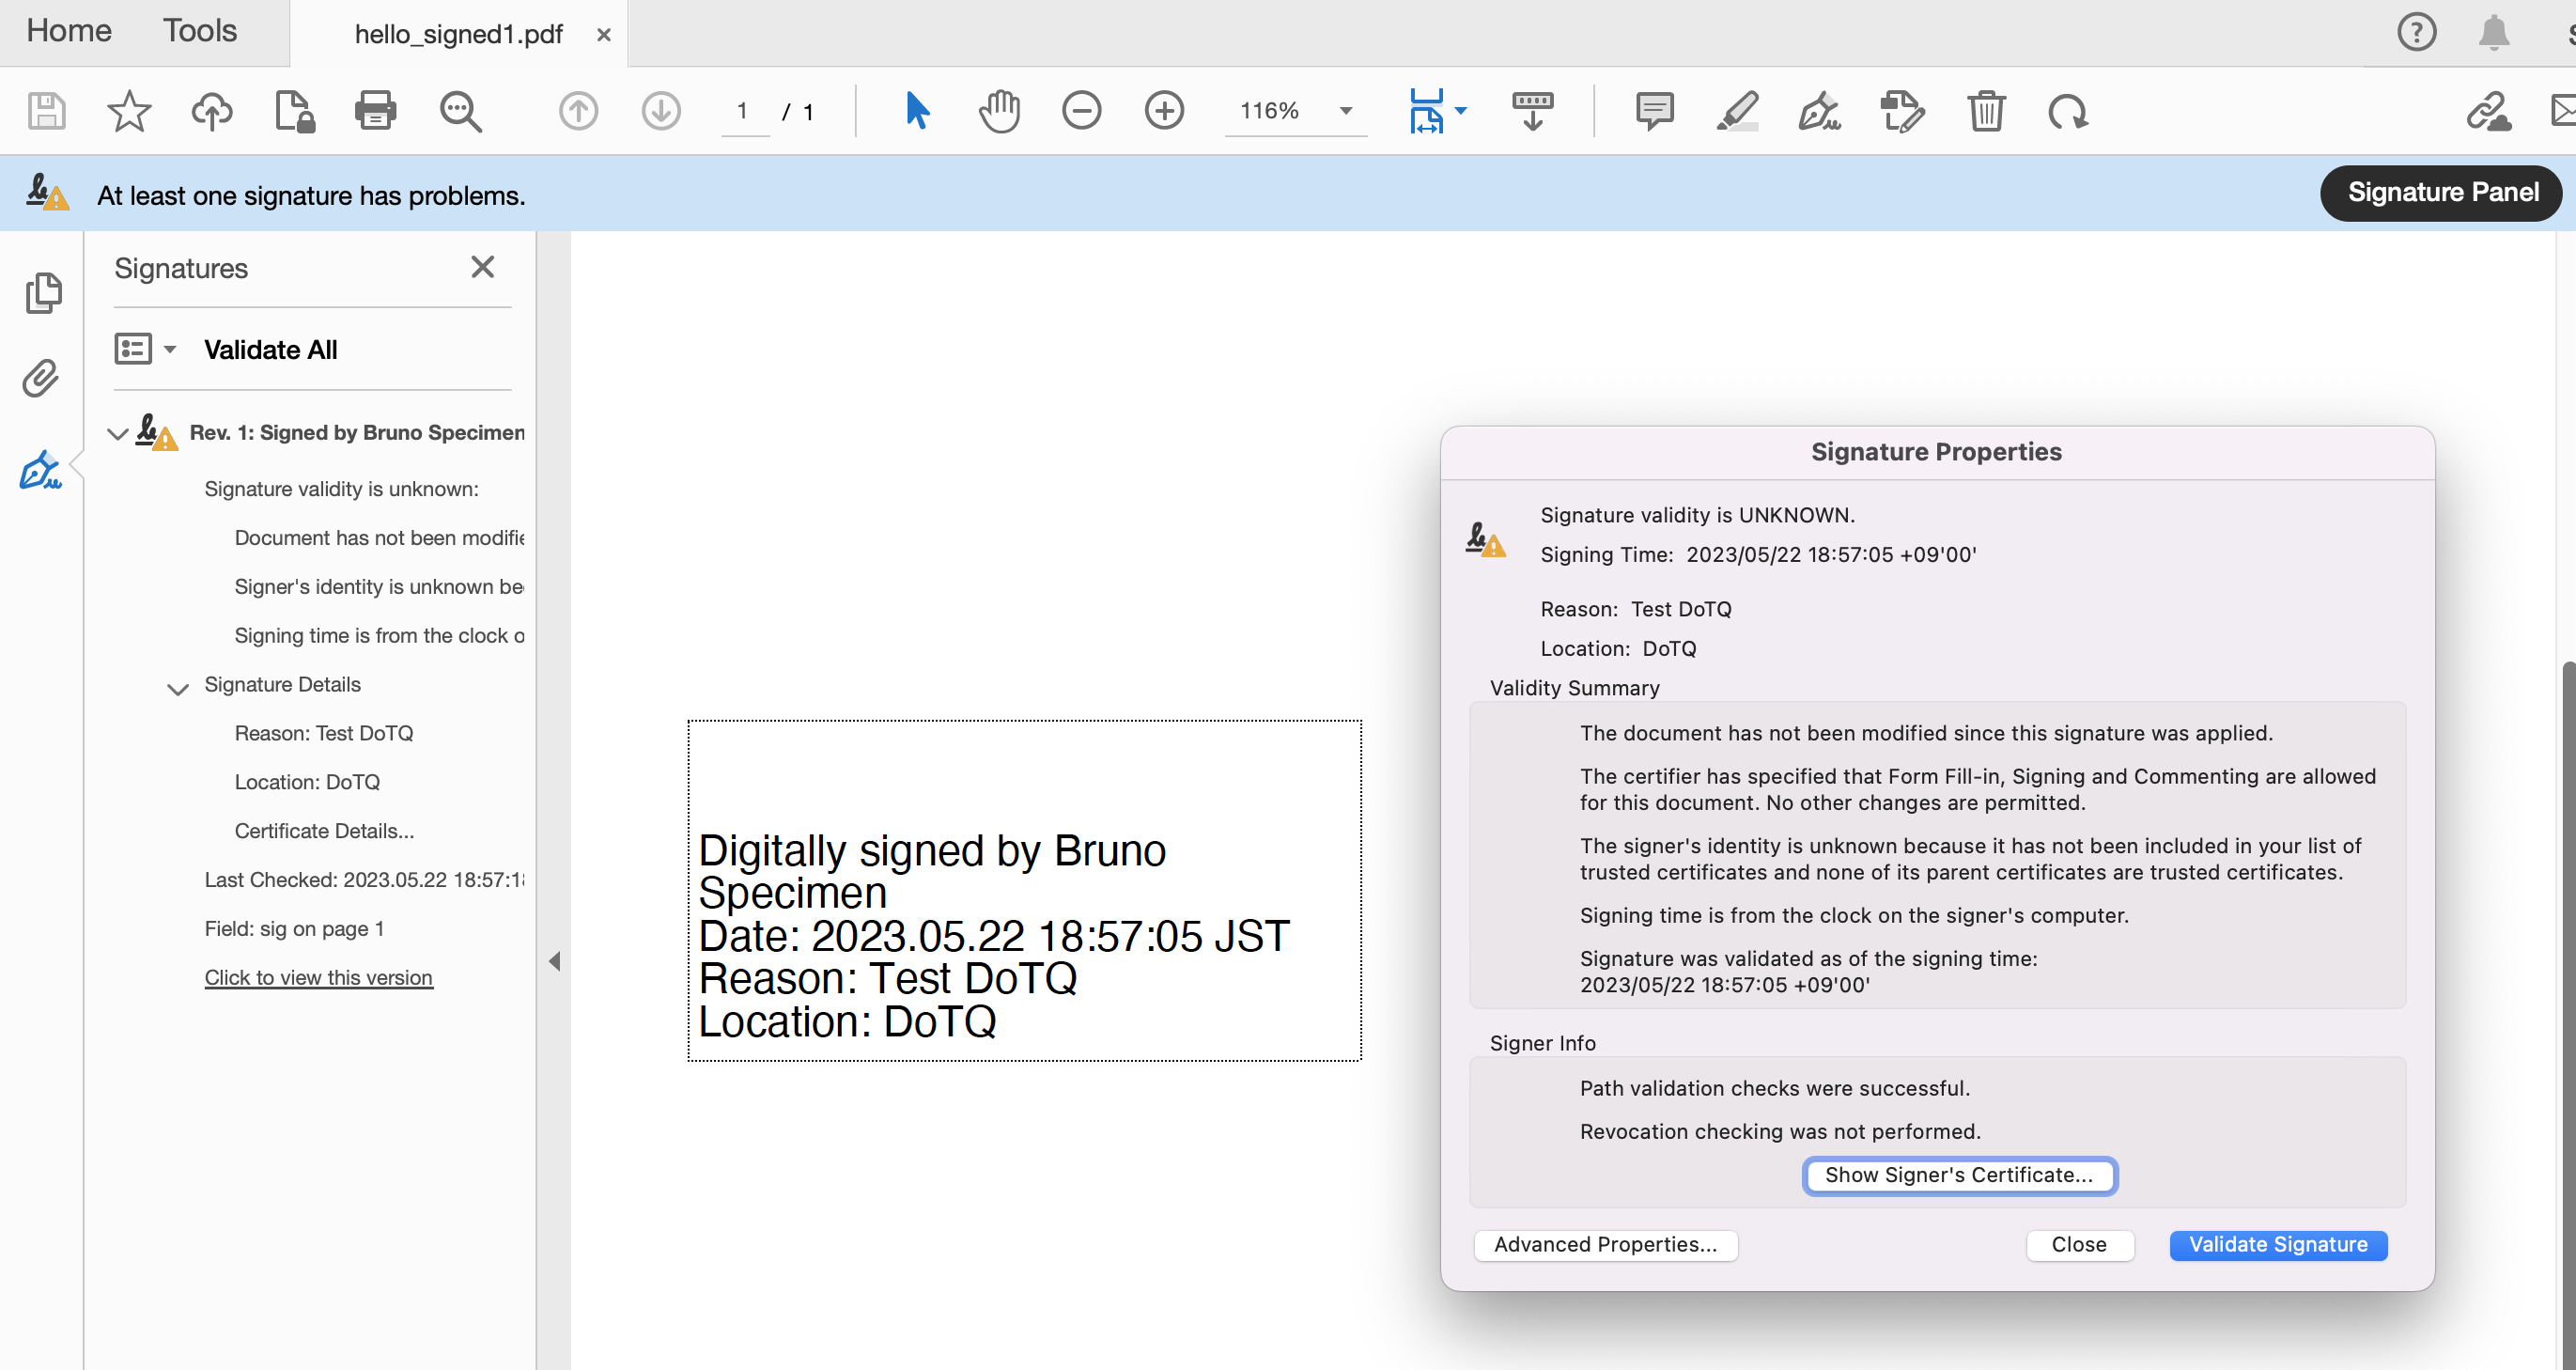 Home Tools hello_signed1.pdf ×
1 / 1 116%
At least one signature has problems.
Signature Panel
Signatures
Validate All
Rev. 1: Signed by Bruno Specimen
Signature validity is unknown:
Document has not been modifie
Signer's identity is unknown be
Signing time is from the clock o
Signature Details
Reason: Test DoTQ
Location: DoTQ
Certificate Details...
Last Checked: 2023.05.22 18:57:18
Field: sig on page 1
Click to view this version
Digitally signed by Bruno
Specimen
Date: 2023.05.22 18:57:05 JST
Reason: Test DoTQ
Location: DoTQ
Signature Properties
Signature validity is UNKNOWN.
Signing Time: 2023/05/22 18:57:05 +09'00'
Reason: Test DoTQ
Location: DoTQ
Validity Summary
The document has not been modified since this signature was applied.
The certifier has specified that Form Fill-in, Signing and Commenting are allowed
for this document. No other changes are permitted.
The signer's identity is unknown because it has not been included in your list of
trusted certificates and none of its parent certificates are trusted certificates.
Signing time is from the clock on the signer's computer.
Signature was validated as of the signing time:
2023/05/22 18:57:05 +09'00'
Signer Info
Path validation checks were successful.
Revocation checking was not performed.
Show Signer's Certificate...
Advanced Properties...
Close
Validate Signature